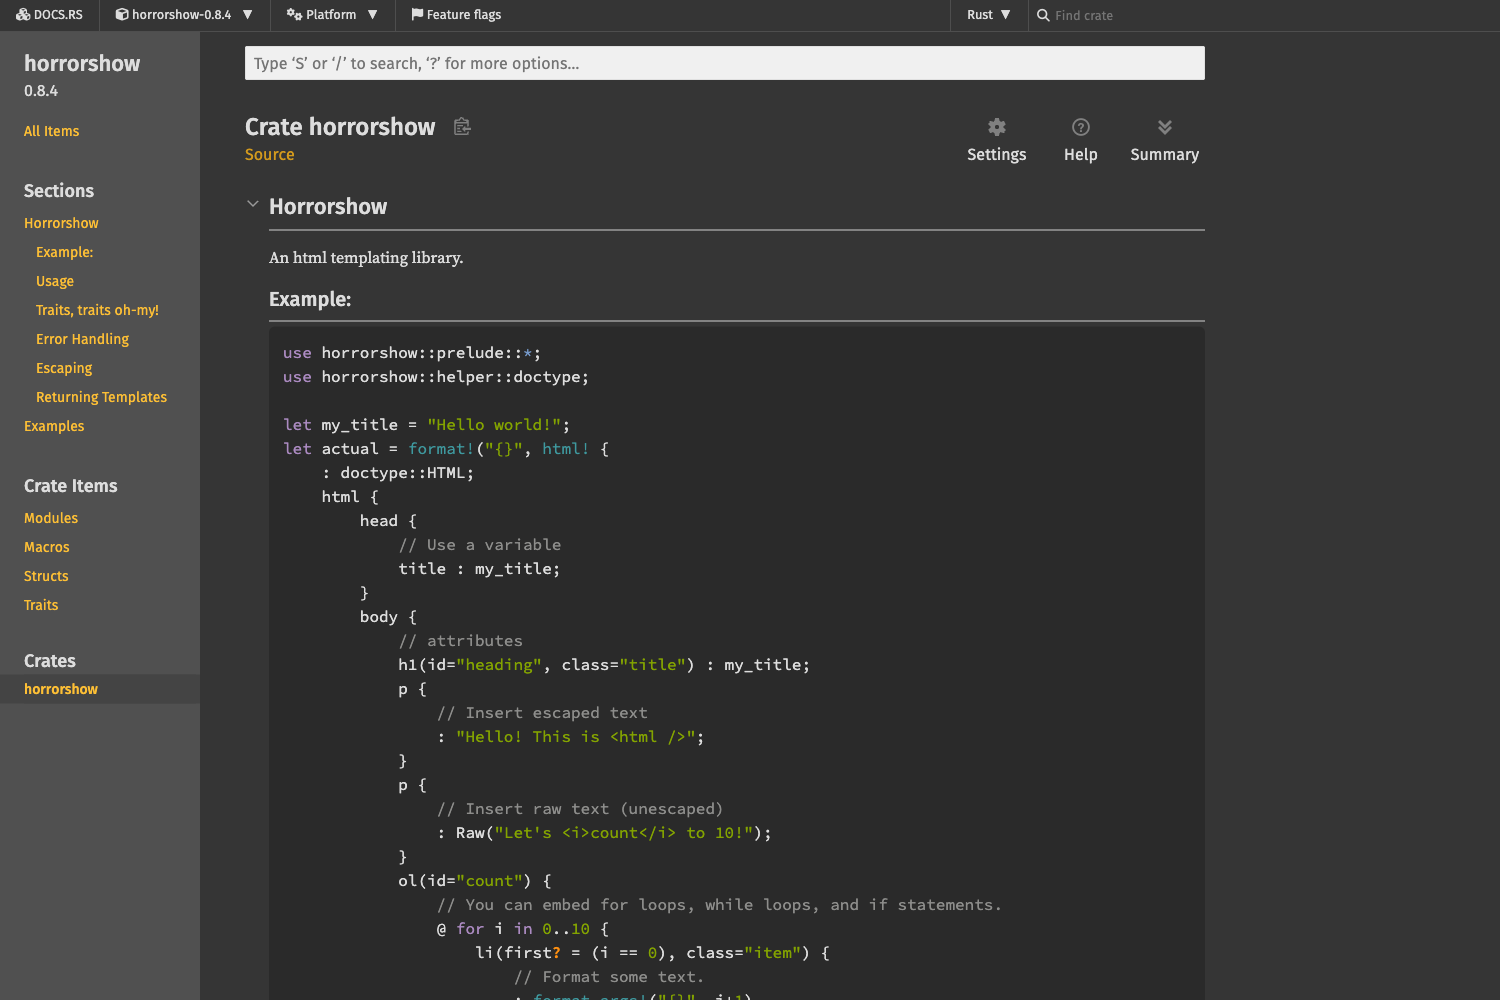 DOCS.RS
horrorshow-0.8.4
Platform
Feature flags
Rust
Find crate
horrorshow
0.8.4
All Items
Sections
Horrorshow
Example:
Usage
Traits, traits oh-my!
Error Handling
Escaping
Returning Templates
Examples
Crate Items
Modules
Macros
Structs
Traits
Crates
horrorshow
Type ‘S’ or ‘/’ to search, ‘?’ for more options…
Crate horrorshow
Source
Settings
Help
Summary
Horrorshow
An html templating library.
Example:
use horrorshow::prelude::*;
use horrorshow::helper::doctype;
let my_title = "Hello world!";
let actual = format!("{}", html! {
    : doctype::HTML;
    html {
        head {
            // Use a variable
            title : my_title;
        }
        body {
            // attributes
            h1(id="heading", class="title") : my_title;
            p {
                // Insert escaped text
                : "Hello! This is <html />";
            }
            p {
                // Insert raw text (unescaped)
                : Raw("Let's <i>count</i> to 10!");
            }
            ol(id="count") {
                // You can embed for loops, while loops, and if statements.
                @ for i in 0..10 {
                    li(first? = (i == 0), class="item") {
                        // Format some text.
                        : format_args!("{}", i+1)